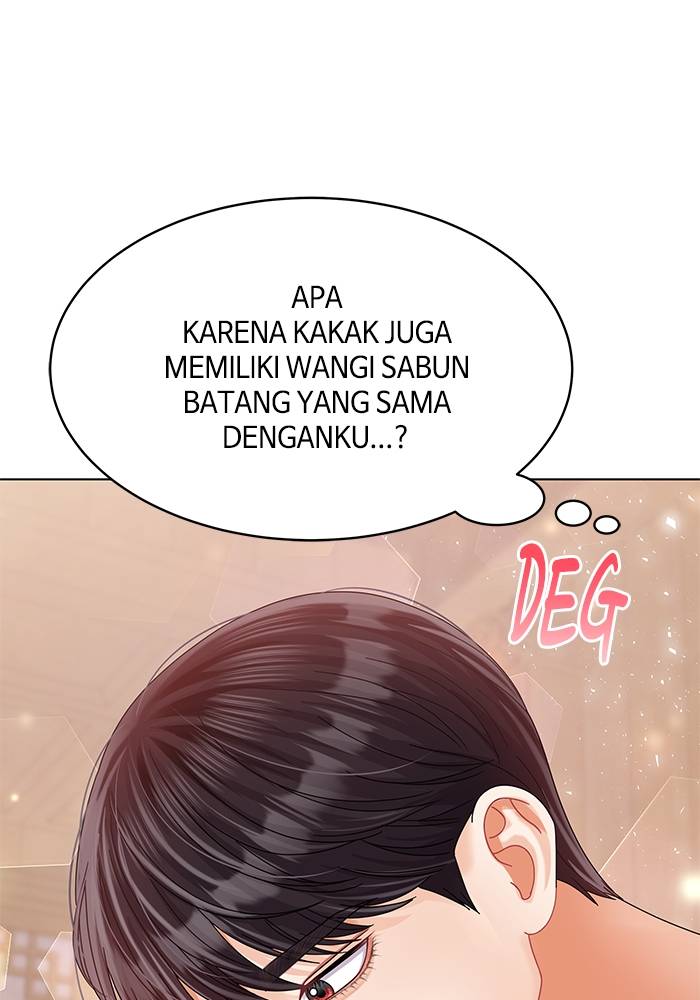 APA
KARENA KAKAK JUGA
MEMILIKI WANGI SABUN
BATANG YANG SAMA
DENGANKU...?
DEG